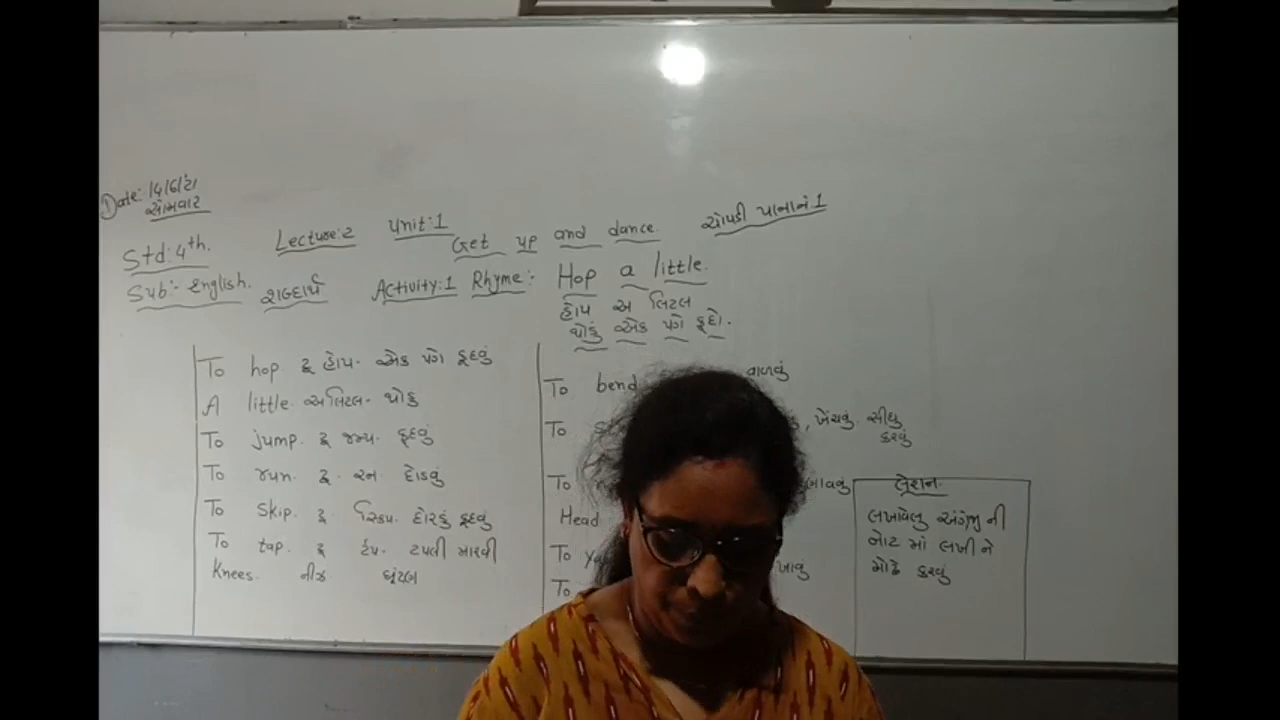 Date: 14/6/21
સોમવાર
Std: 4th. Lecture:2 Unit:1 Get up and dance. ચોપડી પાનાનં.1
Sub:- English. શબ્દાર્થ Activity:1 Rhyme:- Hop a little.
હોપ અ લિટલ
થોડું એક પગે કૂદો.
To hop ટૂ હોપ- એક પગે કૂદવું
A little અ લિટલ- થોડું
To jump. ટૂ જમ્પ. કૂદવું
To run. ટૂ. રન દોડવું
To skip. ટૂ સ્કિપ. દોરડું કૂદવું
To tap. ટૂ ટેપ. ટપલી મારવી
Knees. નીઝ ઘૂંટણ
To bend વાળવું
To , ખેંચવું. સીધુ
કરવું
To
Head
To
To
લેશન.
લખાવેલુ અંગ્રેજી ની
નોટ માં લખી ને
મોઢે કરવું